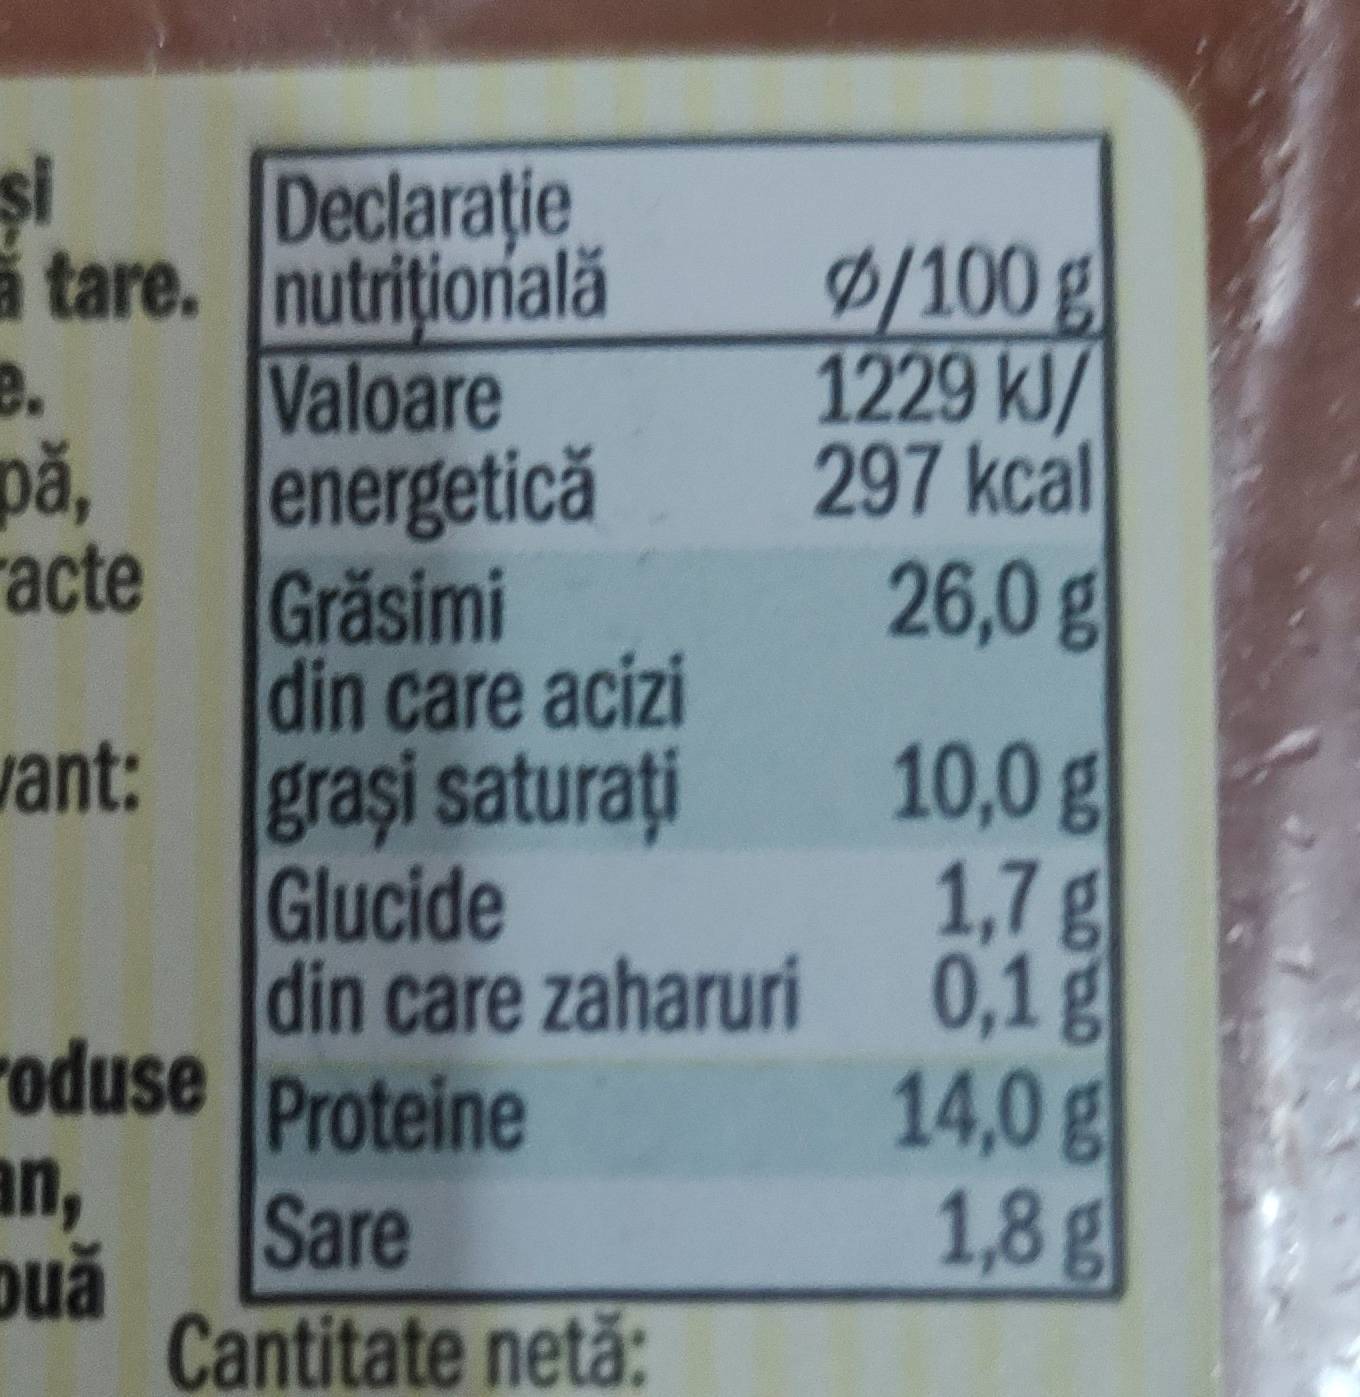 și
ă tare.
e.
pă,
racte
vant:
roduse
an,
ouă
Declarație
nutrițională Ø/100 g
Valoare 1229 kJ/
energetică 297 kcal
Grăsimi 26,0 g
din care acizi
grași saturați 10,0 g
Glucide 1,7 g
din care zaharuri 0,1 g
Proteine 14,0 g
Sare 1,8 g
Cantitate netă: